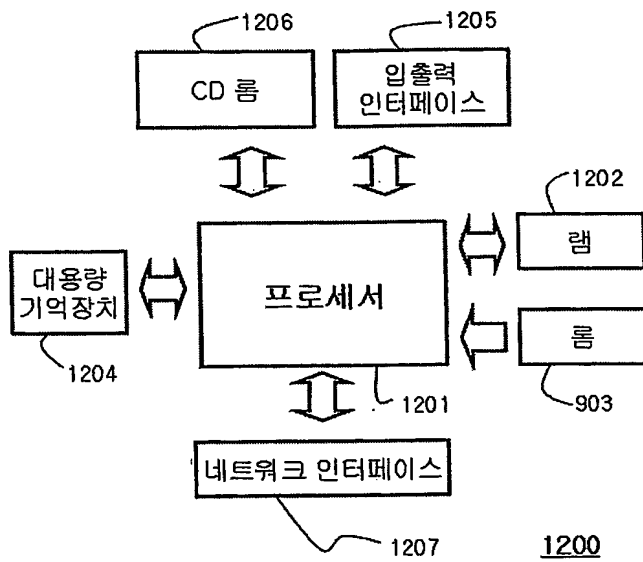 1206
1205
CD 롬
입출력
인터페이스
1202
램
대용량
기억장치
프로세서
롬
1204
1201
903
네트워크 인터페이스
1207
1200